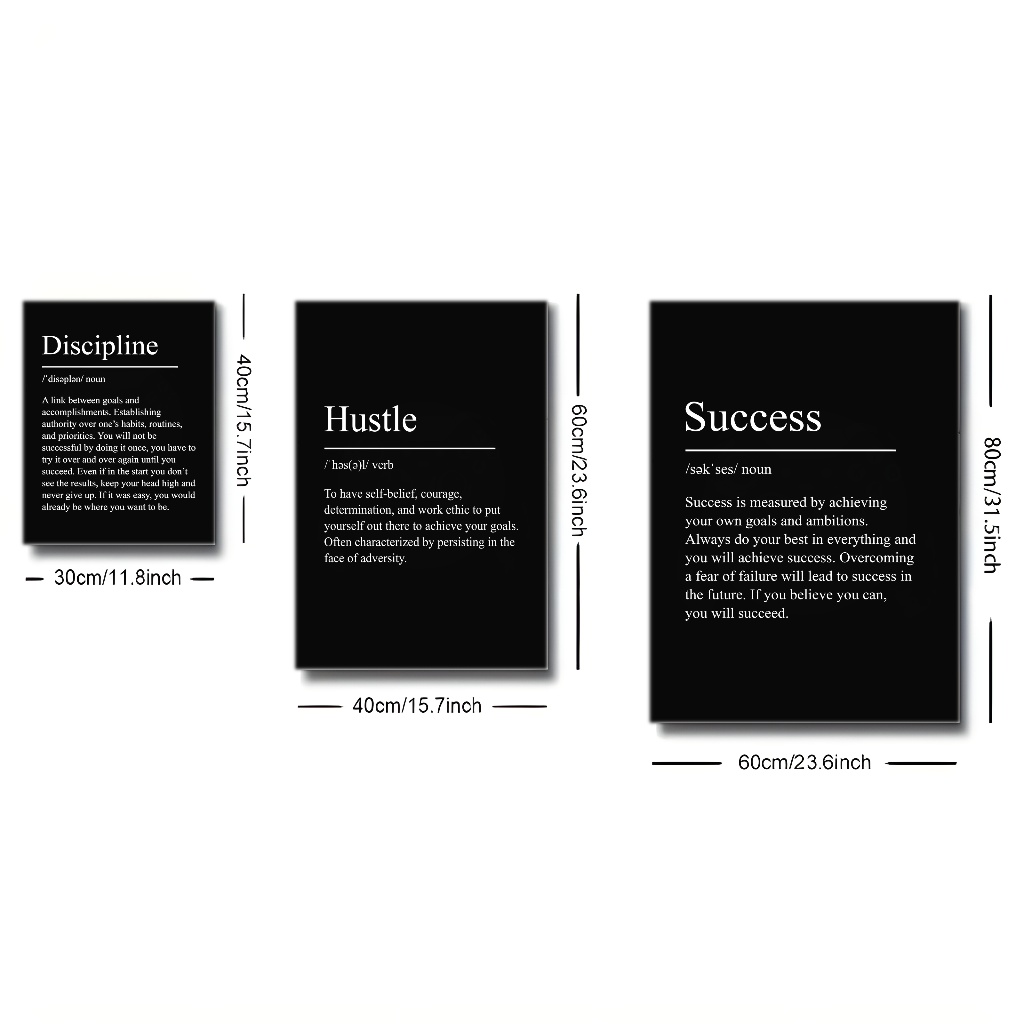 Discipline
/ˈdisəplən/ noun
A link between goals and
accomplishments. Establishing
authority over one’s habits, routines,
and priorities. You will not be
successful by doing it once, you have to
try it over and over again until you
succeed. Even if in the start you don’t
see the results, keep your head high and
never give up. If it was easy, you would
already be where you want to be.
40cm/15.7inch
30cm/11.8inch
Hustle
/ˈhəs(ə)l/ verb
To have self-belief, courage,
determination, and work ethic to put
yourself out there to achieve your goals.
Often characterized by persisting in the
face of adversity.
60cm/23.6inch
40cm/15.7inch
Success
/səkˈses/ noun
Success is measured by achieving
your own goals and ambitions.
Always do your best in everything and
you will achieve success. Overcoming
a fear of failure will lead to success in
the future. If you believe you can,
you will succeed.
80cm/31.5inch
60cm/23.6inch